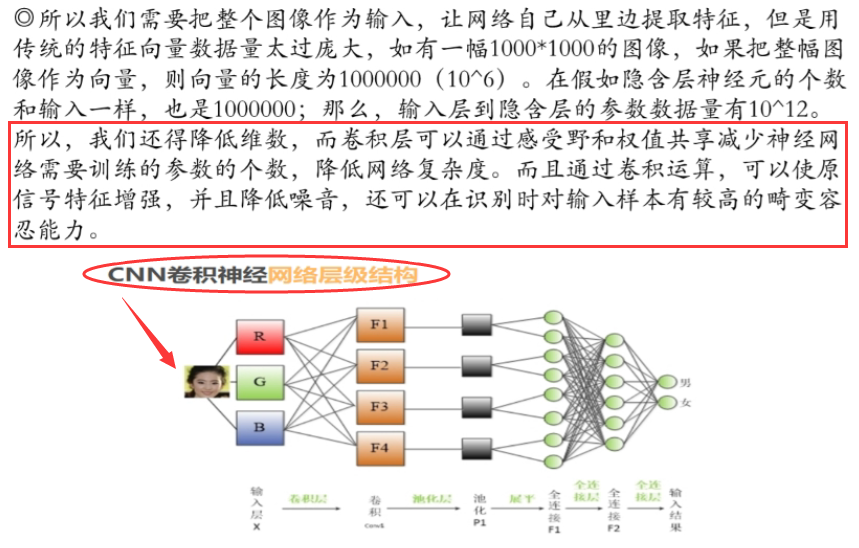 ◎所以我们需要把整个图像作为输入，让网络自己从里边提取特征，但是用
传统的特征向量数据量太过庞大，如有一幅1000*1000的图像，如果把整幅图
像作为向量，则向量的长度为1000000（10^6）。在假如隐含层神经元的个数
和输入一样，也是1000000；那么，输入层到隐含层的参数数据量有10^12。
所以，我们还得降低维数，而卷积层可以通过感受野和权值共享减少神经网
络需要训练的参数的个数，降低网络复杂度。而且通过卷积运算，可以使原
信号特征增强，并且降低噪音，还可以在识别时对输入样本有较高的畸变容
忍能力。
CNN卷积神经网络层级结构
R
G
B
F1
F2
F3
F4
男
女
输入层X
卷积层
卷积Conv1
池化层
池化P1
展平
全连接F1
全连接层
全连接F2
全连接层
输入结果